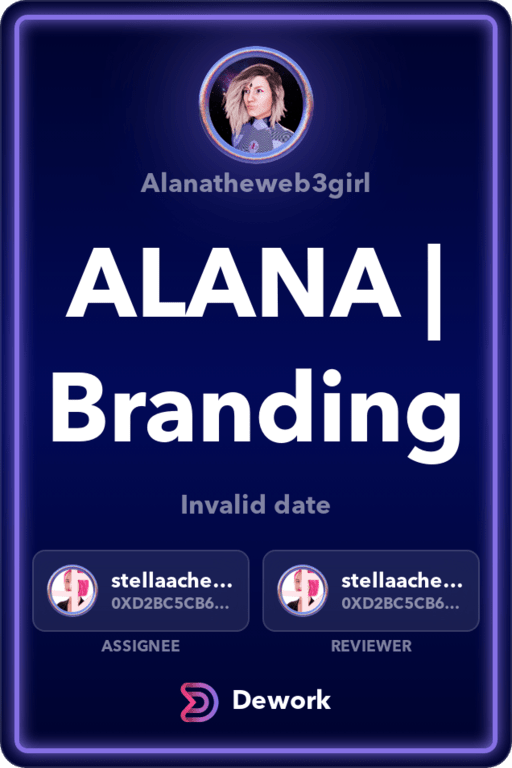 Alanatheweb3girl
ALANA |
Branding
Invalid date
stellaache...
0XD2BC5CB6...
ASSIGNEE
stellaache...
0XD2BC5CB6...
REVIEWER
Dework